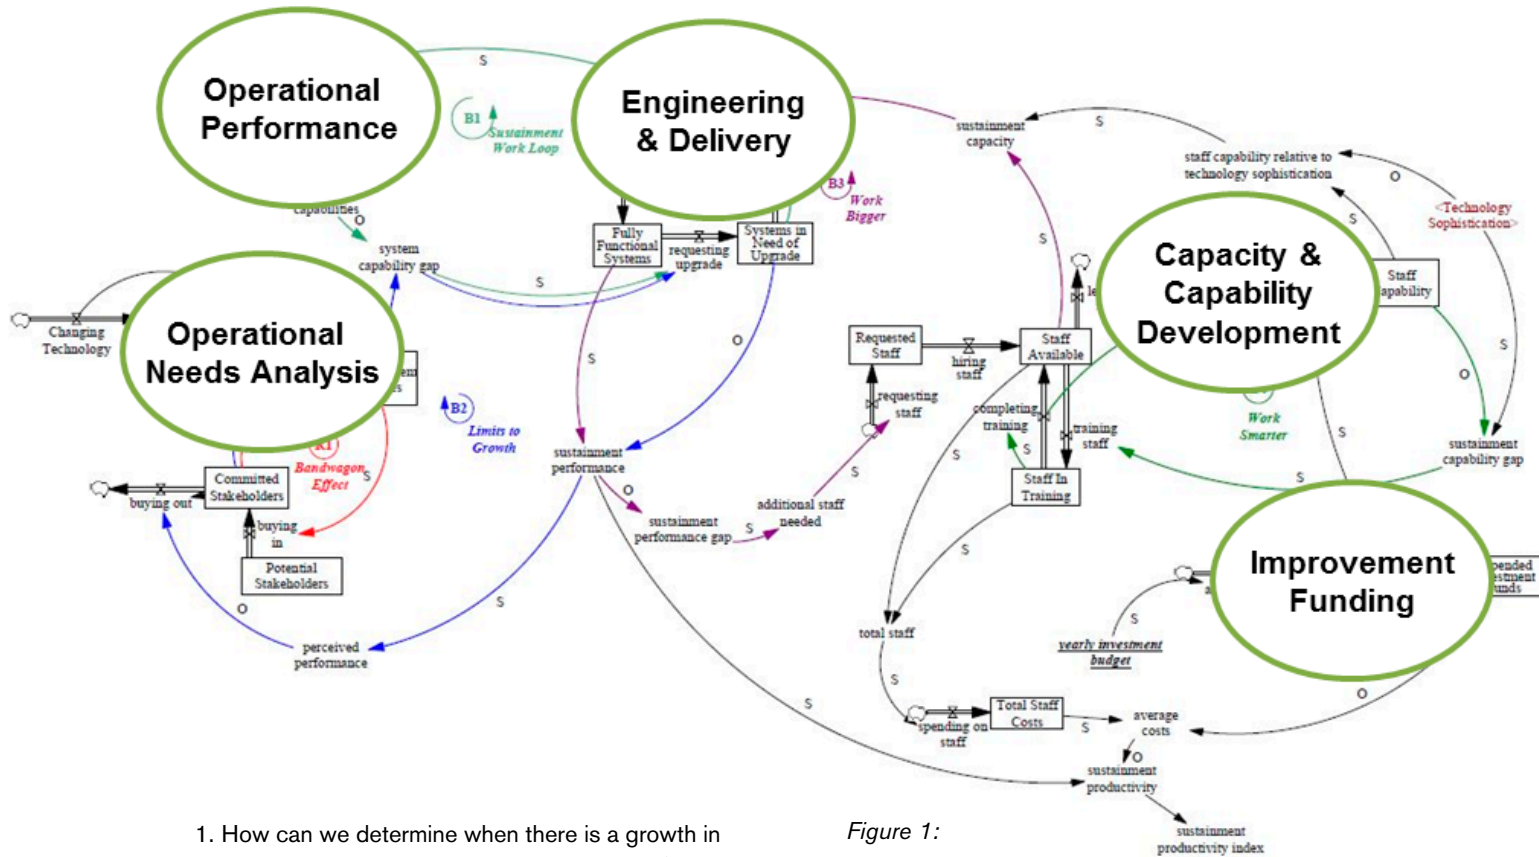 Operational
Performance
Engineering
& Delivery
S
B1
Sustainment
Work Loop
sustainment
capacity
S
staff capability relative to
technology sophistication
O
<Technology
Sophistication>
B3
Work
Bigger
capabilities
O
system
capability gap
S
Fully
Functional
Systems
requesting
upgrade
Systems in
Need of
Upgrade
S
S
Capacity &
Capability
Development
Staff
Changing
Technology
Operational
Needs Analysis
O
S
Requested
Staff
hiring
staff
Staff
Available
S
O
B2
Limits to
Growth
requesting
staff
completing
training
training
staff
Work
Smarter
S
sustainment
capability gap
Bandwagon
Effect
S
sustainment
performance
S
S
S
Staff In
Training
Committed
Stakeholders
buying out
buying
in
O
additional staff
needed
sustainment
performance gap
S
S
Potential
Stakeholders
Improvement
Funding
O
S
S
total staff
yearly investment
budget
perceived
performance
S
S
O
Total Staff
Costs
spending on
staff
S
average
costs
O
sustainment
productivity
sustainment
productivity index
1. How can we determine when there is a growth in
Figure 1: